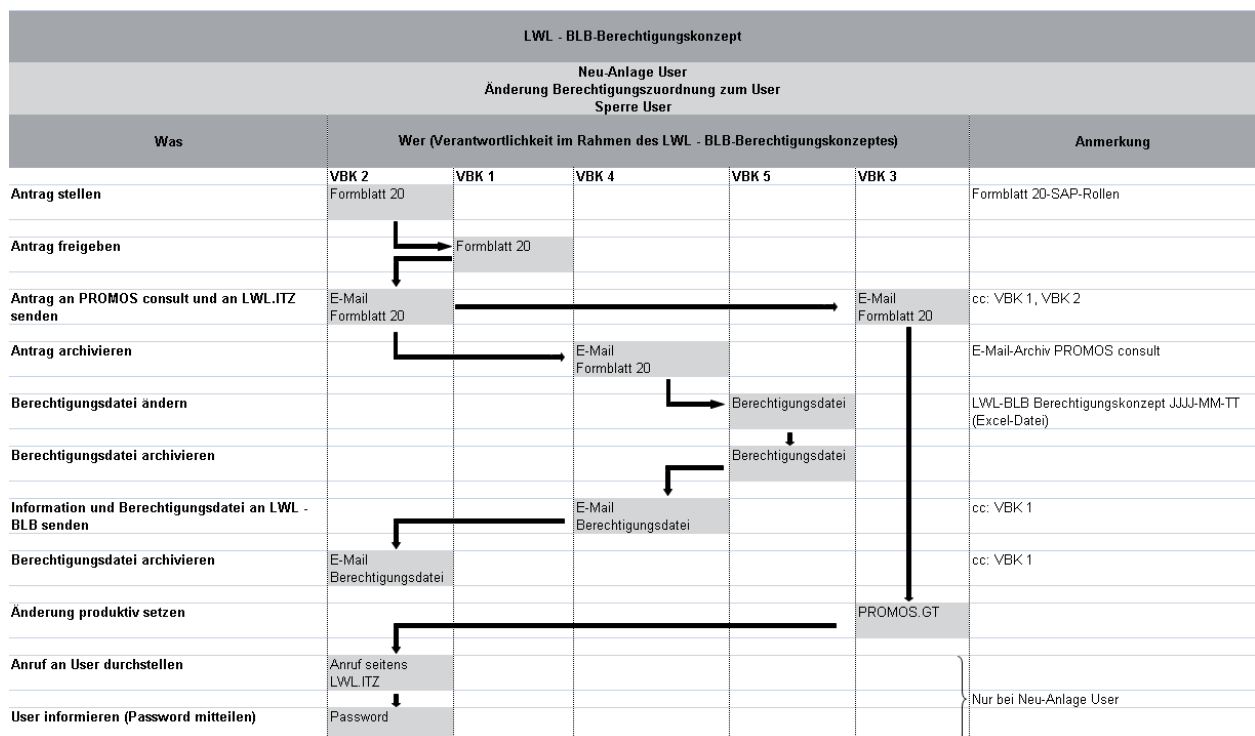 LWL - BLB-Berechtigungskonzept
Neu-Anlage User
Änderung Berechtigungszuordnung zum User
Sperre User
Was
Wer (Verantwortlichkeit im Rahmen des LWL - BLB-Berechtigungskonzeptes)
Anmerkung
VBK 2
VBK 1
VBK 4
VBK 5
VBK 3
Antrag stellen
Formblatt 20
Formblatt 20-SAP-Rollen
Antrag freigeben
Formblatt 20
Antrag an PROMOS consult und an LWL.ITZ
senden
E-Mail
Formblatt 20
E-Mail
Formblatt 20
cc: VBK 1, VBK 2
Antrag archivieren
E-Mail
Formblatt 20
E-Mail-Archiv PROMOS consult
Berechtigungsdatei ändern
Berechtigungsdatei
LWL-BLB Berechtigungskonzept JJJJ-MM-TT
(Excel-Datei)
Berechtigungsdatei archivieren
Berechtigungsdatei
Information und Berechtigungsdatei an LWL -
BLB senden
E-Mail
Berechtigungsdatei
cc: VBK 1
Berechtigungsdatei archivieren
E-Mail
Berechtigungsdatei
cc: VBK 1
Änderung produktiv setzen
PROMOS.GT
Anruf an User durchstellen
Anruf seitens
LWL.ITZ
Nur bei Neu-Anlage User
User informieren (Password mitteilen)
Password